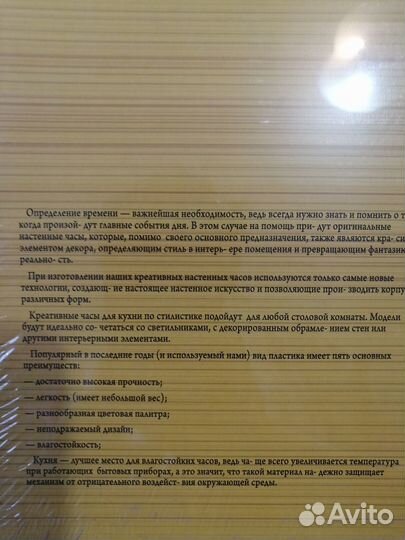 Определение времени — важнейшая необходимость, ведь всегда нужно знать и помнить о
когда произой- дут главные события дня. В этом случае на помощь при- дут оригинальные
настенные часы, которые, помимо своего основного предназначения, также являются кра-
элементом декора, определяющим стиль в интерь- ере помещения и превращающим фантазию
реально- сть.
При изготовлении наших креативных настенных часов используются только самые новые
технологии, создающи- ие настоящее настенное искусство и позволяющие прои- зводить корпу
различных форм.
Креативные часы для кухни по стилистике подойдут для любой столовой комнаты. Модели
будут идеально со- четаться со светильниками, с декорированным обрамле- нием стен или
другими интерьерными элементами.
Популярный в последние годы (и используемый нами) вид пластика имеет пять основных
преимуществ:
— достаточно высокая прочность;
— легкость (имеет небольшой вес);
— разнообразная цветовая палитра;
— неподражаемый дизайн;
— влагостойкость;
Кухня — лучшее место для влагостойких часов, ведь ча- ще всего увеличивается температура
при работающих бытовых приборах, а это значит, что такой материал на- дежно защищает
механизм от отрицательного воздейс- твия окружающей среды.
Avito